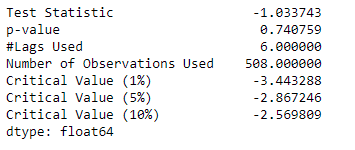 Test Statistic -1.033743
p-value 0.740759
#Lags Used 6.000000
Number of Observations Used 508.000000
Critical Value (1%) -3.443288
Critical Value (5%) -2.867246
Critical Value (10%) -2.569809
dtype: float64